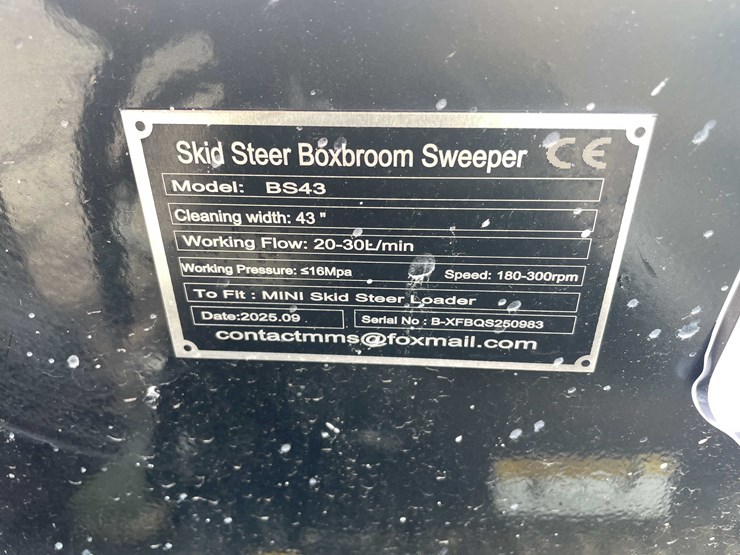 Skid Steer Boxbroom Sweeper CE
Model: BS43
Cleaning width: 43 "
Working Flow: 20-30L/min
Working Pressure: ≤16Mpa Speed: 180-300rpm
To Fit : MINI Skid Steer Loader
Date:2025.09 Serial No : B-XFBQS250983
contactmms@foxmail.com